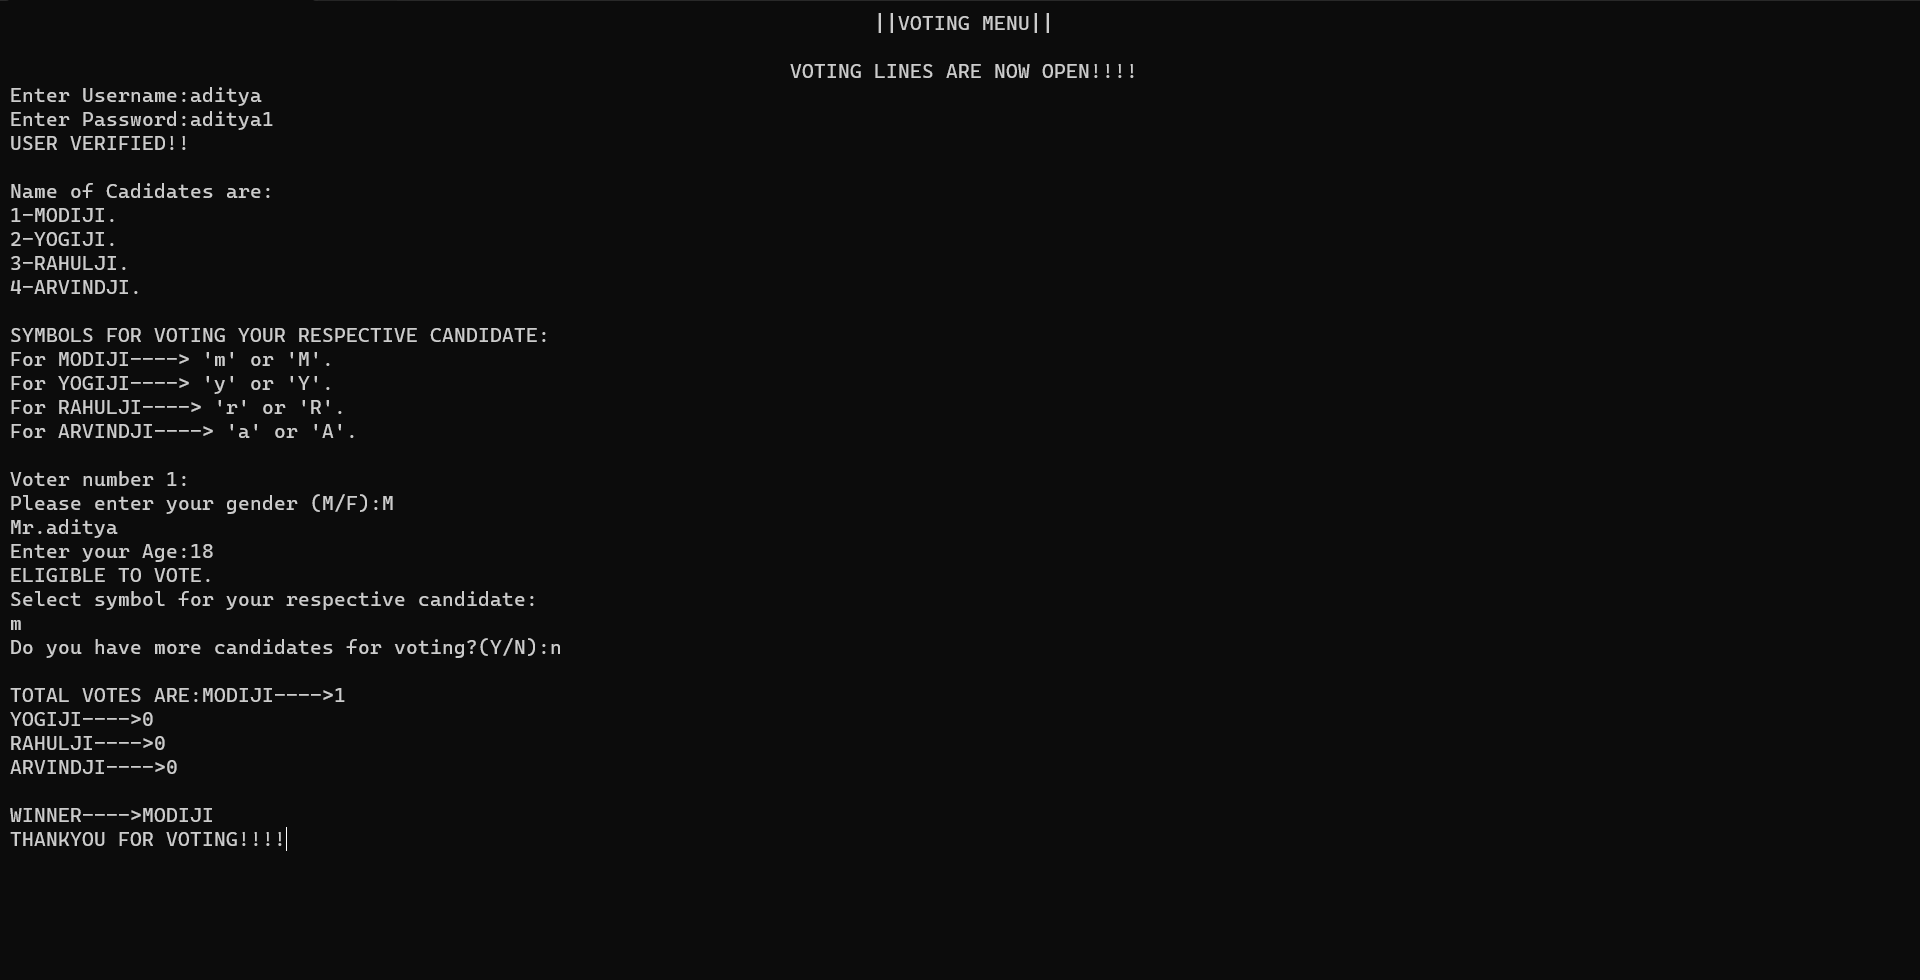 ||VOTING MENU||
VOTING LINES ARE NOW OPEN!!!!
Enter Username:aditya
Enter Password:aditya1
USER VERIFIED!!
Name of Cadidates are:
1-MODIJI.
2-YOGIJI.
3-RAHULJI.
4-ARVINDJI.
SYMBOLS FOR VOTING YOUR RESPECTIVE CANDIDATE:
For MODIJI----> 'm' or 'M'.
For YOGIJI----> 'y' or 'Y'.
For RAHULJI----> 'r' or 'R'.
For ARVINDJI----> 'a' or 'A'.
Voter number 1:
Please enter your gender (M/F):M
Mr.aditya
Enter your Age:18
ELIGIBLE TO VOTE.
Select symbol for your respective candidate:
m
Do you have more candidates for voting?(Y/N):n
TOTAL VOTES ARE:MODIJI---->1
YOGIJI---->0
RAHULJI---->0
ARVINDJI---->0
WINNER---->MODIJI
THANKYOU FOR VOTING!!!!